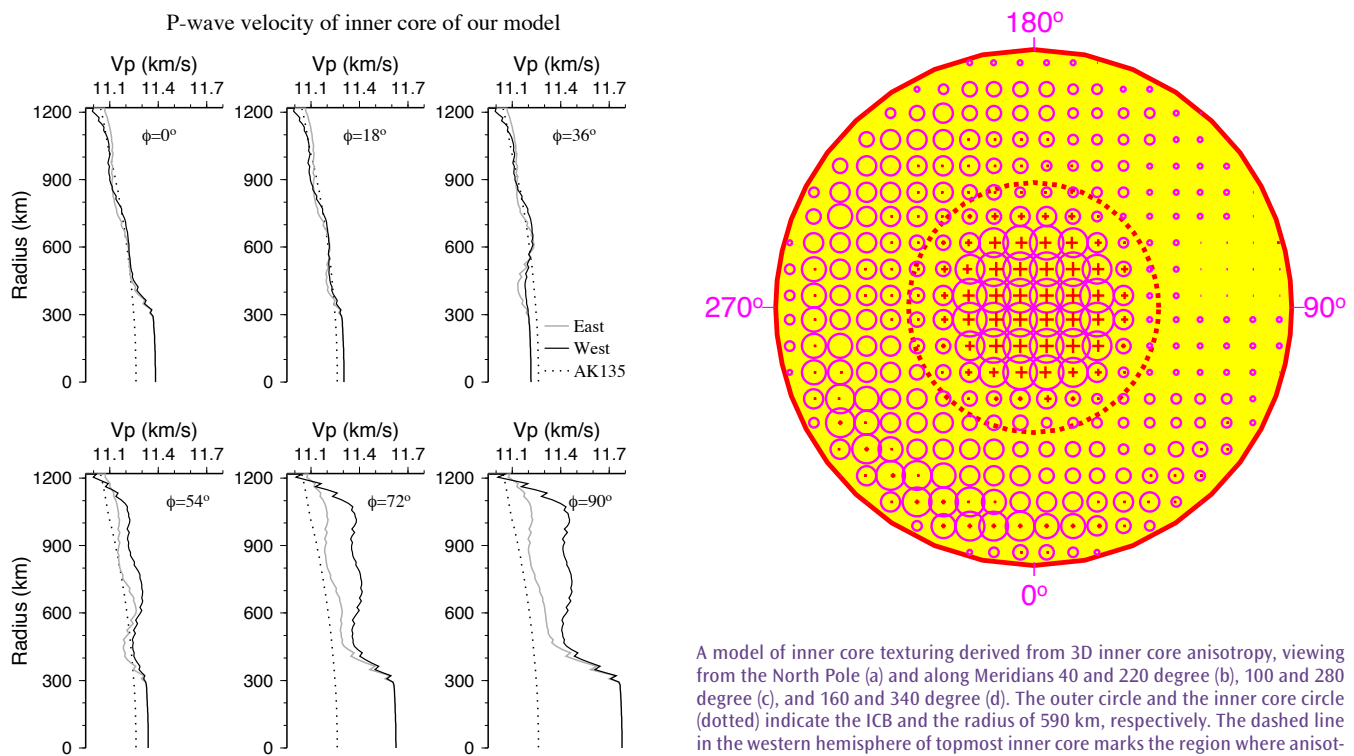 P-wave velocity of inner core of our model
Vp (km/s) Vp (km/s) Vp (km/s)
11.1 11.4 11.7 11.1 11.4 11.7 11.1 11.4 11.7
Radius (km)
1200 1200 1200
900 900 900
600 600 600
300 300 300
0 0 0
ϕ=0° ϕ=18° ϕ=36°
East
West
AK135
Vp (km/s) Vp (km/s) Vp (km/s)
11.1 11.4 11.7 11.1 11.4 11.7 11.1 11.4 11.7
Radius (km)
1200 1200 1200
900 900 900
600 600 600
300 300 300
0 0 0
ϕ=54° ϕ=72° ϕ=90°
180°
270° 90°
0°
A model of inner core texturing derived from 3D inner core anisotropy, viewing
from the North Pole (a) and along Meridians 40 and 220 degree (b), 100 and 280
degree (c), and 160 and 340 degree (d). The outer circle and the inner core circle
(dotted) indicate the ICB and the radius of 590 km, respectively. The dashed line
in the western hemisphere of topmost inner core marks the region where anisot-